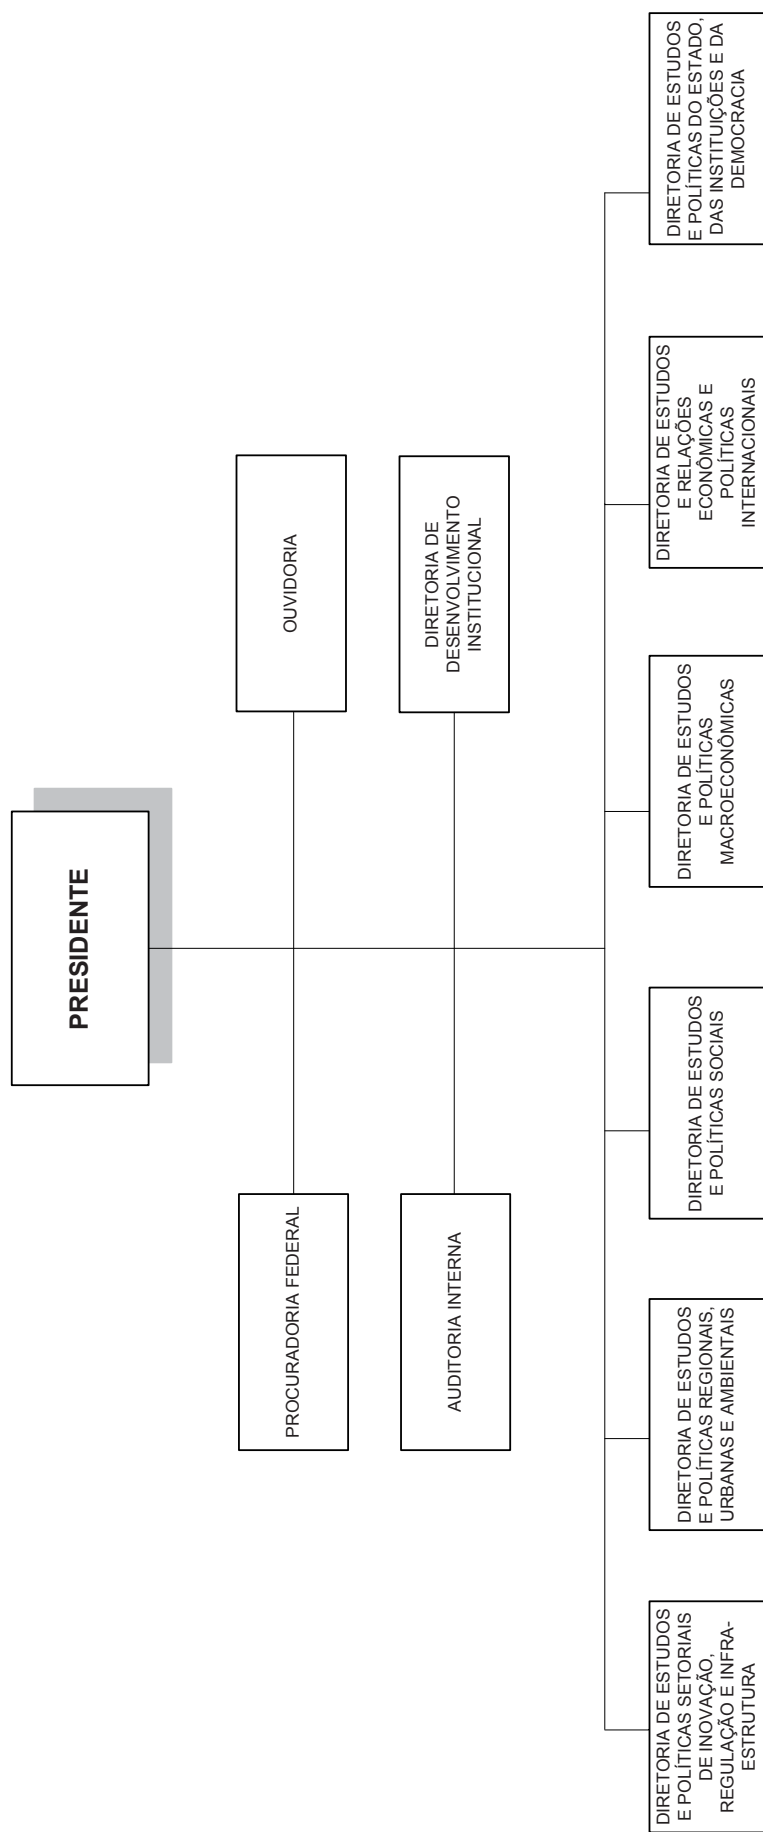 PRESIDENTE
PROCURADORIA FEDERAL
OUVIDORIA
AUDITORIA INTERNA
DIRETORIA DE
DESENVOLVIMENTO
INSTITUCIONAL
DIRETORIA DE ESTUDOS
E POLÍTICAS SETORIAIS
DE INOVAÇÃO,
REGULAÇÃO E INFRA-
ESTRUTURA
DIRETORIA DE ESTUDOS
E POLÍTICAS REGIONAIS,
URBANAS E AMBIENTAIS
DIRETORIA DE ESTUDOS
E POLÍTICAS SOCIAIS
DIRETORIA DE ESTUDOS
E POLÍTICAS
MACROECONÔMICAS
DIRETORIA DE ESTUDOS
E RELAÇÕES
ECONÔMICAS E
POLÍTICAS
INTERNACIONAIS
DIRETORIA DE ESTUDOS
E POLÍTICAS DO ESTADO,
DAS INSTITUIÇÕES E DA
DEMOCRACIA